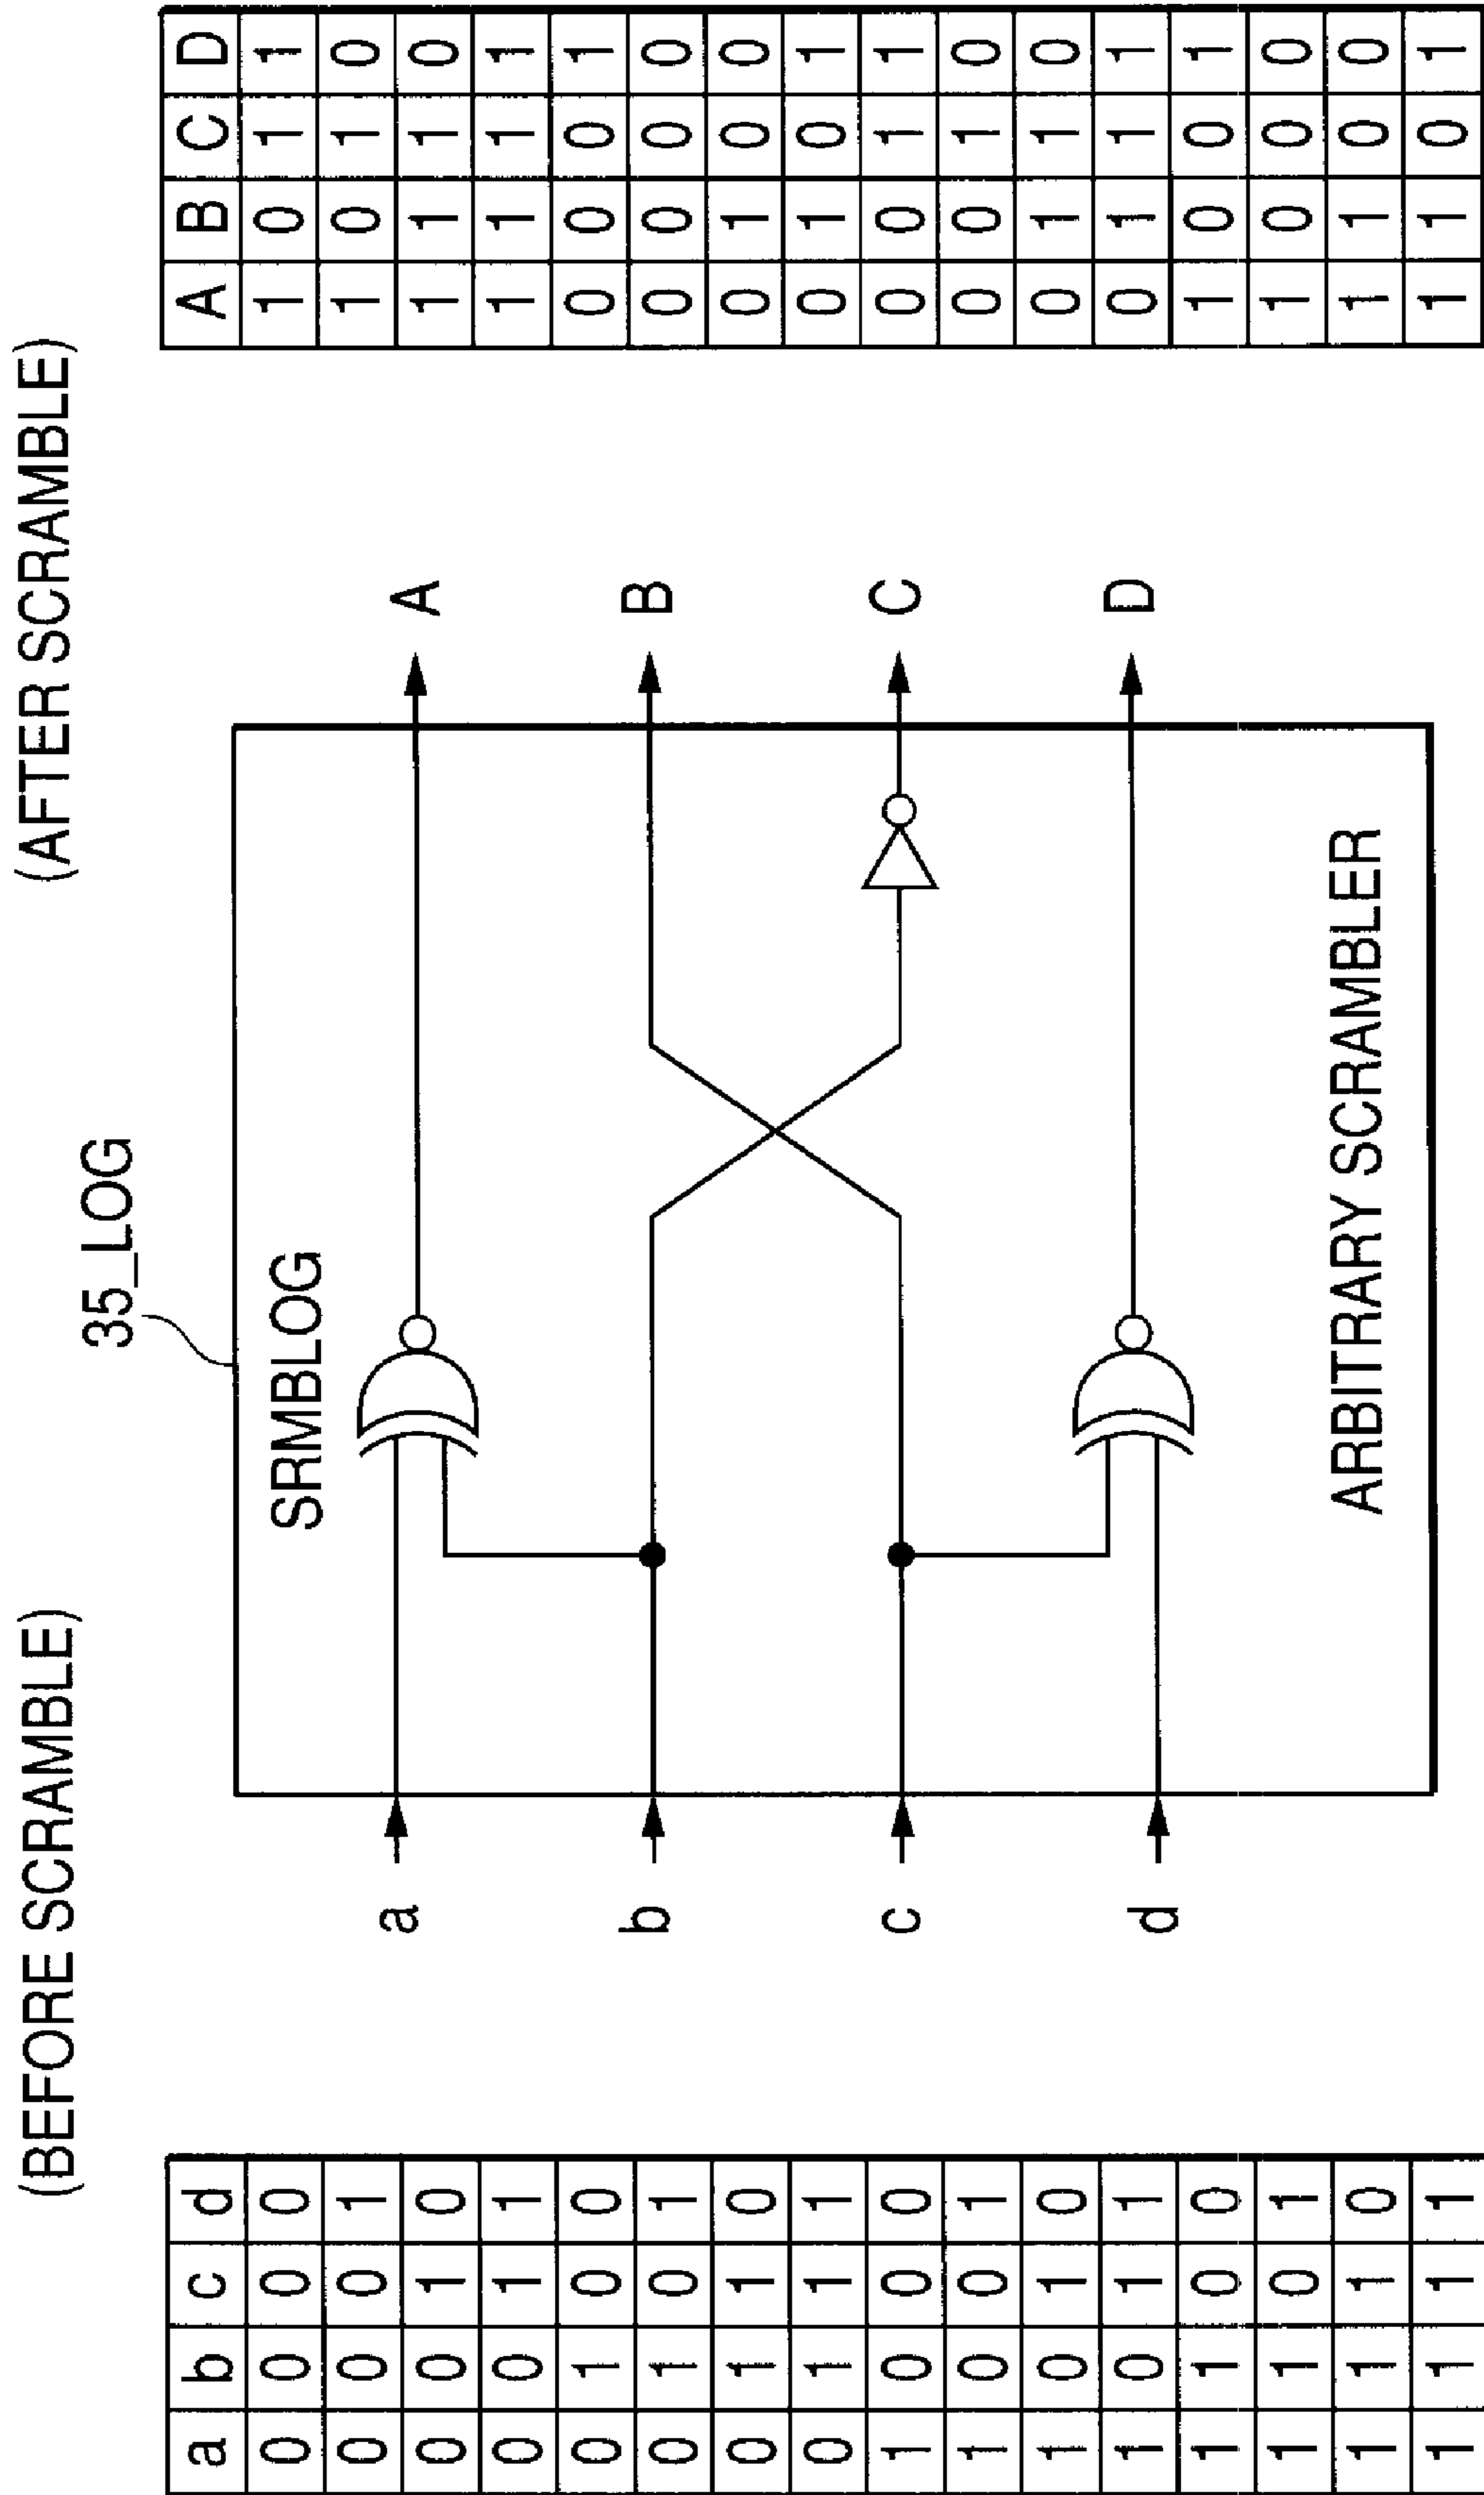 (BEFORE SCRAMBLE)
35_LOG
(AFTER SCRAMBLE)
a b c d
0 0 0 0
0 0 0 1
0 0 1 0
0 0 1 1
0 1 0 0
0 1 0 1
0 1 1 0
0 1 1 1
1 0 0 0
1 0 0 1
1 0 1 0
1 0 1 1
1 1 0 0
1 1 0 1
1 1 1 0
1 1 1 1
SRMBLOG
a
b
c
d
A
B
C
D
ARBITRARY SCRAMBLER
A B C D
1 0 1 1
1 0 1 0
1 1 1 0
1 1 1 1
0 0 0 1
0 0 0 0
0 1 0 0
0 1 0 1
0 0 1 1
0 0 1 0
0 1 1 0
0 1 1 1
1 0 0 1
1 0 0 0
1 1 0 0
1 1 0 1